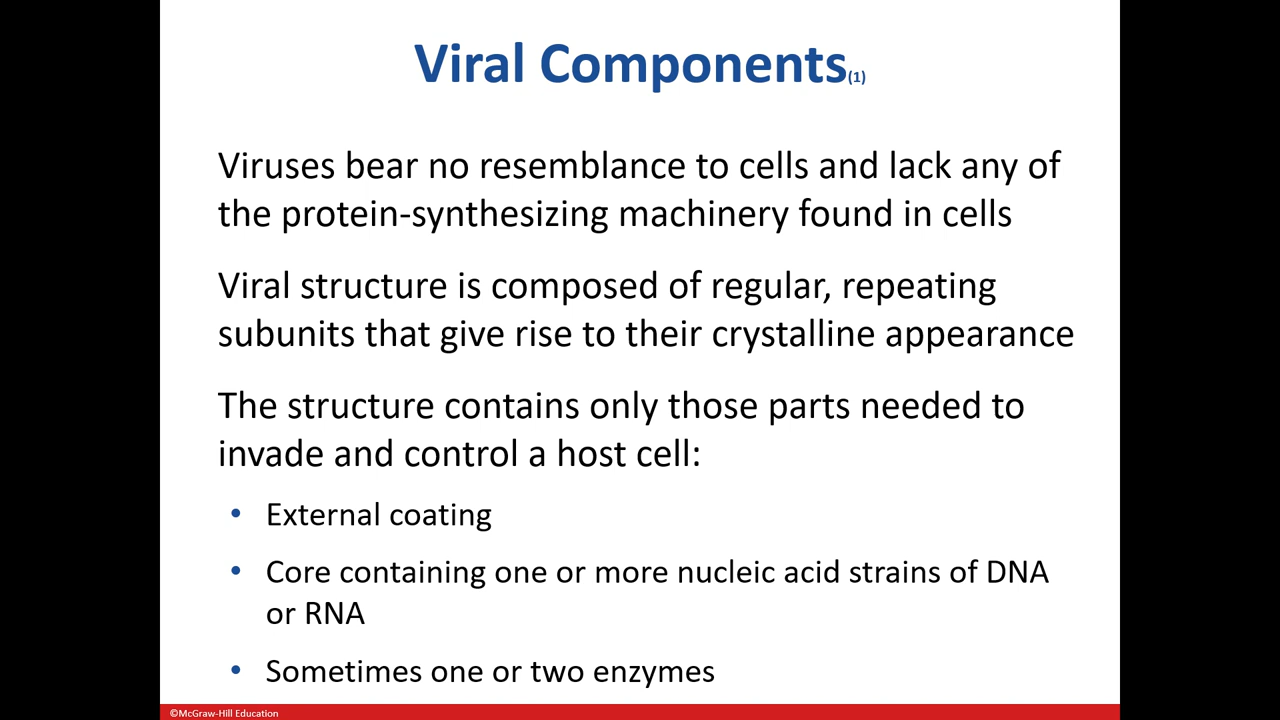 Viral Components(1)
Viruses bear no resemblance to cells and lack any of
the protein-synthesizing machinery found in cells
Viral structure is composed of regular, repeating
subunits that give rise to their crystalline appearance
The structure contains only those parts needed to
invade and control a host cell:
• External coating
• Core containing one or more nucleic acid strains of DNA
or RNA
• Sometimes one or two enzymes
©McGraw-Hill Education